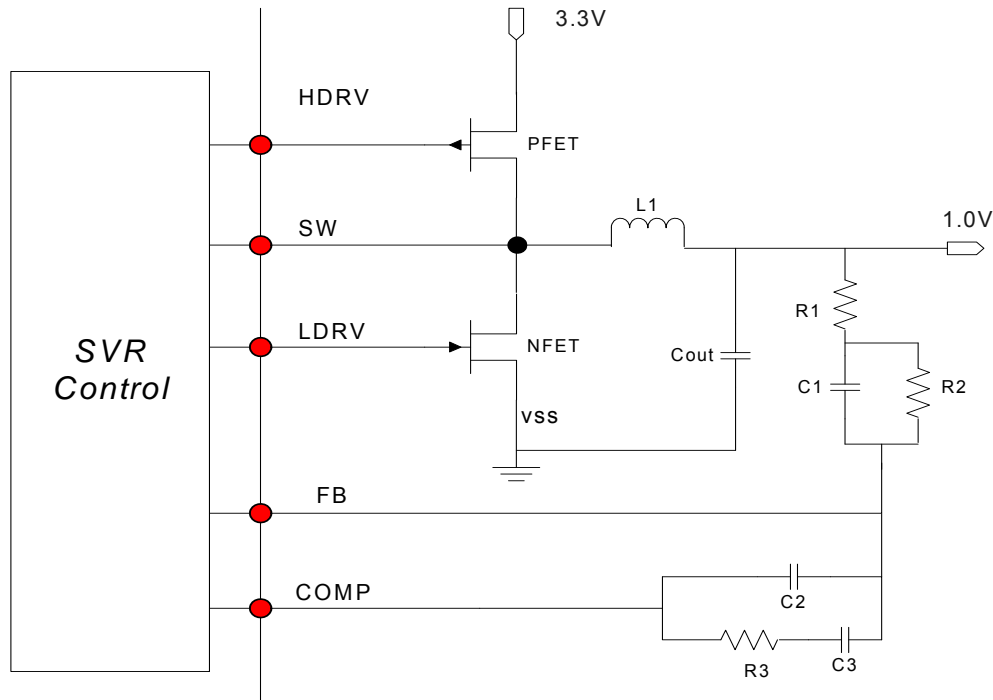 3.3V
HDRV
PFET
SW
L1
1.0V
R1
LDRV
NFET
SVR
Control
Cout
C1
R2
VSS
FB
COMP
C2
R3
C3